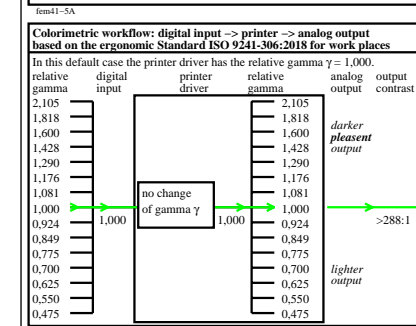 fem41-5A
Colorimetric workflow: digital input -> printer -> analog output
based on the ergonomic Standard ISO 9241-306:2018 for work places
In this default case the printer driver has the relative gamma γ = 1,000.
relative digital printer relative analog output
gamma input driver gamma output contrast
2,105 2,105
1,818 1,818
1,600 1,600
1,428 1,428
1,290 1,290
1,176 1,176
1,081 1,081
1,000 1,000
0,924 0,924
0,849 0,849
0,775 0,775
0,700 0,700
0,625 0,625
0,550 0,550
0,475 0,475
no change
of gamma γ
1,000 1,000 >288:1
darker
pleasent
output
lighter
output